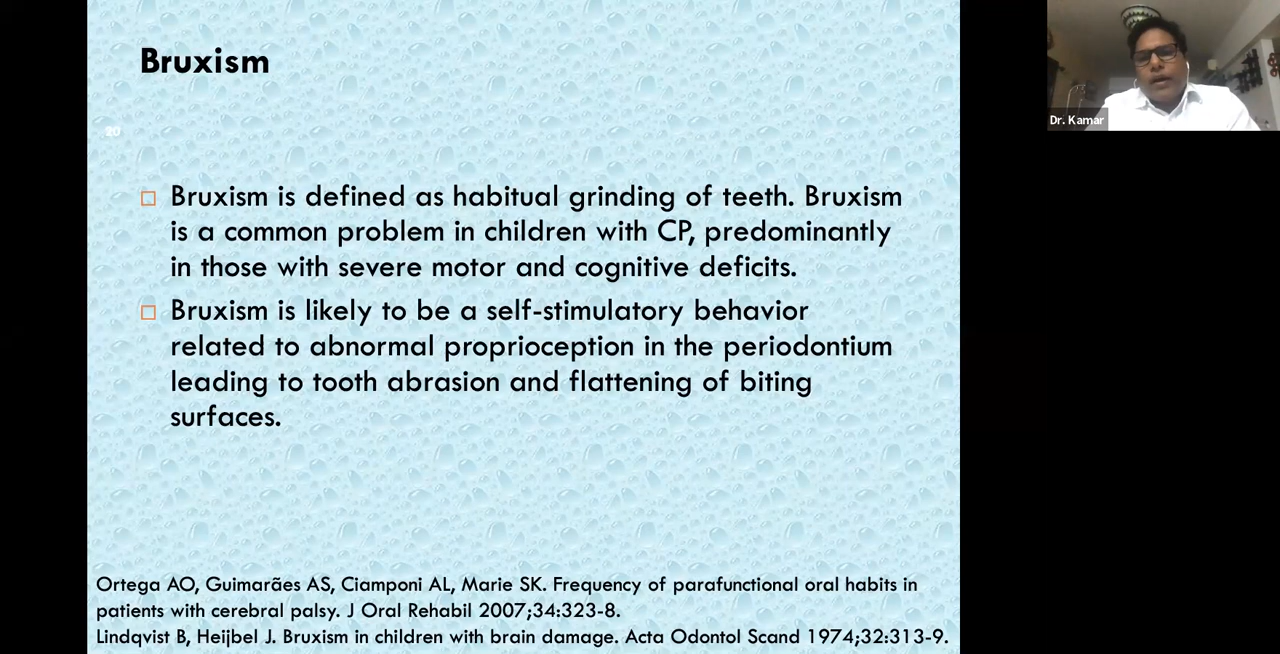 Bruxism
20
Bruxism is defined as habitual grinding of teeth. Bruxism
is a common problem in children with CP, predominantly
in those with severe motor and cognitive deficits.
Bruxism is likely to be a self-stimulatory behavior
related to abnormal proprioception in the periodontium
leading to tooth abrasion and flattening of biting
surfaces.
Ortega AO, Guimarães AS, Ciamponi AL, Marie SK. Frequency of parafunctional oral habits in
patients with cerebral palsy. J Oral Rehabil 2007;34:323-8.
Lindqvist B, Heijbel J. Bruxism in children with brain damage. Acta Odontol Scand 1974;32:313-9.
Dr. Kamar